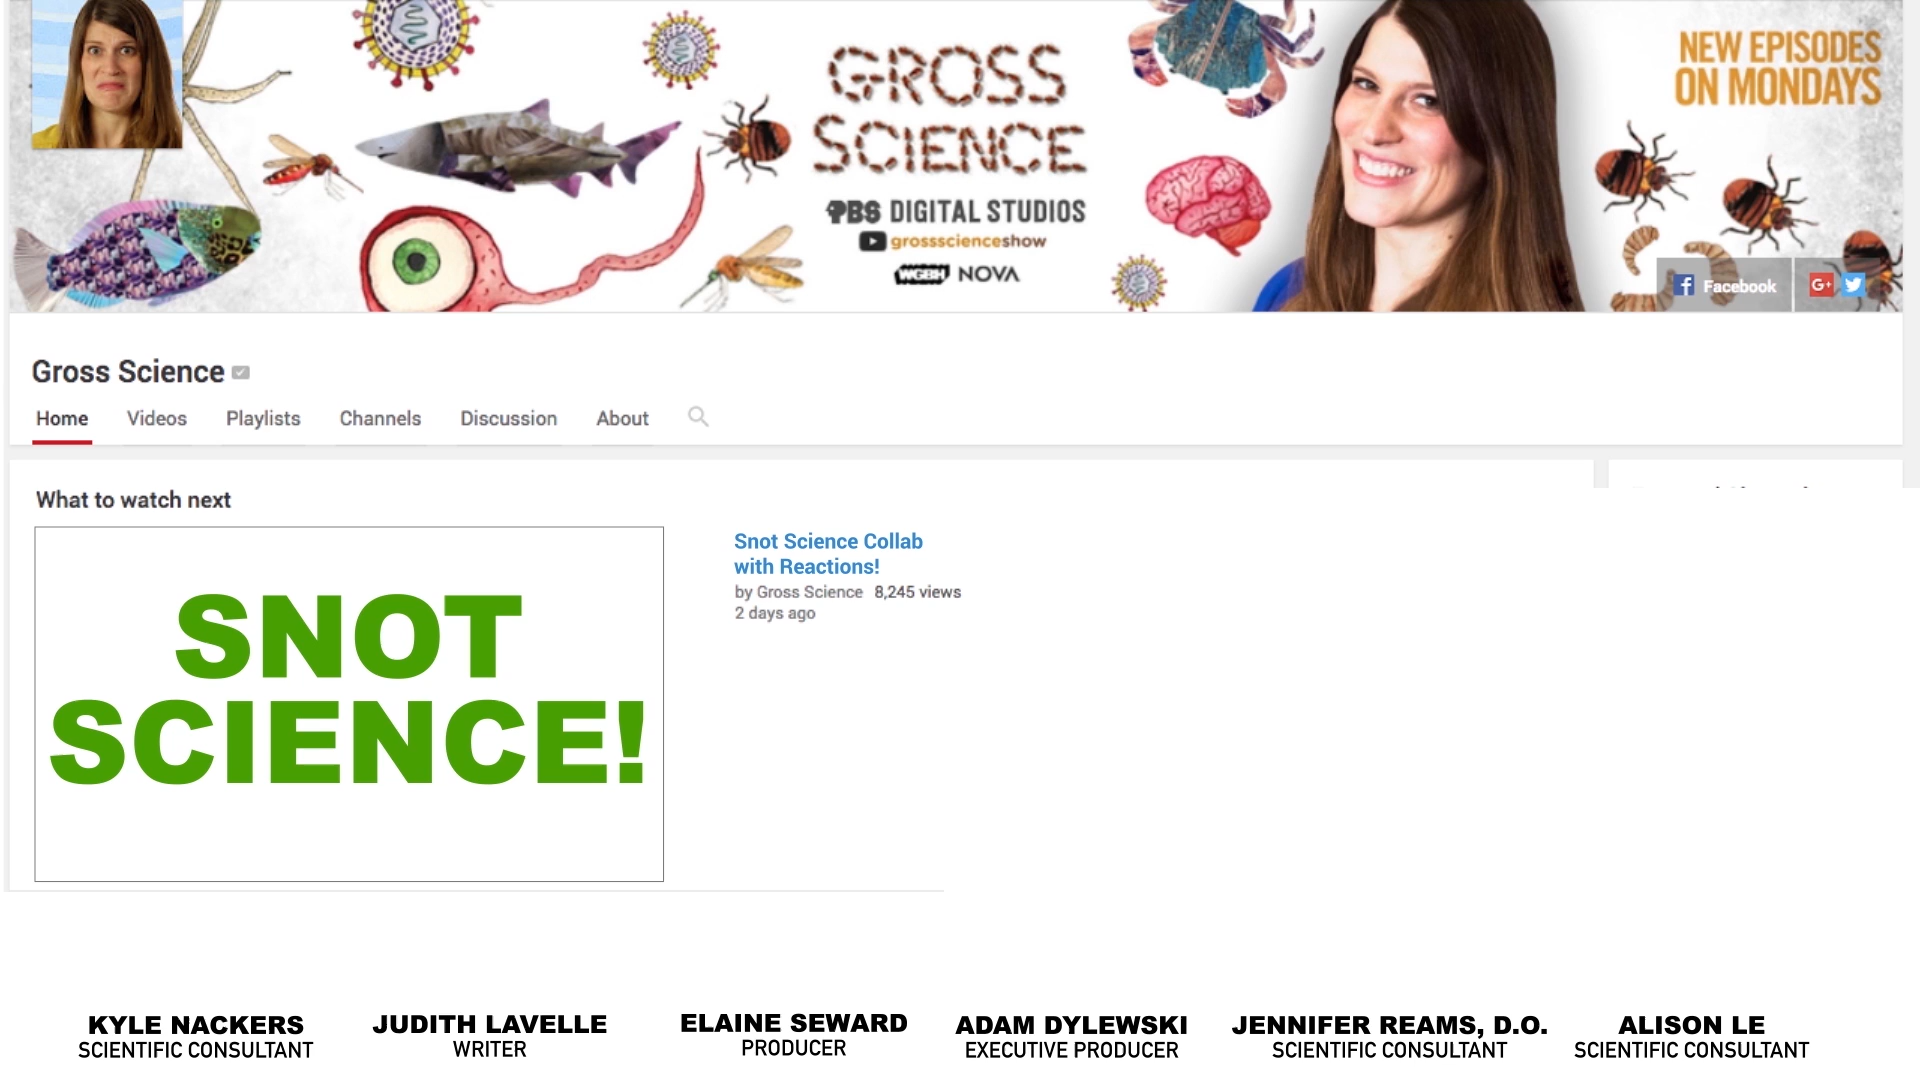 GROSS
SCIENCE
PBS DIGITAL STUDIOS
grossscienceshow
WGBH NOVA
NEW EPISODES
ON MONDAYS
Facebook
G+
Gross Science
Home Videos Playlists Channels Discussion About
What to watch next
SNOT
SCIENCE!
Snot Science Collab
with Reactions!
by Gross Science 8,245 views
2 days ago
KYLE NACKERS
SCIENTIFIC CONSULTANT
JUDITH LAVELLE
WRITER
ELAINE SEWARD
PRODUCER
ADAM DYLEWSKI
EXECUTIVE PRODUCER
JENNIFER REAMS, D.O.
SCIENTIFIC CONSULTANT
ALISON LE
SCIENTIFIC CONSULTANT